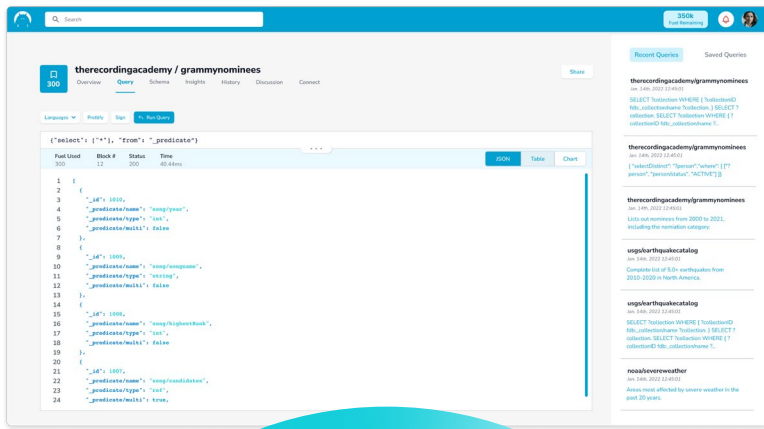 Search
350k
Fuel Remaining
300
therecordingacademy / grammynominees
Overview Query Schema Insights History Discussion Connect
Share
Language Prettify Sign Run Query
{"select": ["*"], "from": "_predicate"}
Fuel Used Block # Status Time
300 12 200 40.44ms
JSON Table Chart
1 [
2 {
3 "_id": 1010,
4 "_predicate/name": "song/year",
5 "_predicate/type": "int",
6 "_predicate/multi": false
7 },
8 {
9 "_id": 1009,
10 "_predicate/name": "song/songname",
11 "_predicate/type": "string",
12 "_predicate/multi": false
13 },
14 {
15 "_id": 1008,
16 "_predicate/name": "song/highestRank",
17 "_predicate/type": "int",
18 "_predicate/multi": false
19 },
20 {
21 "_id": 1007,
22 "_predicate/name": "song/candidates",
23 "_predicate/type": "ref",
24 "_predicate/multi": true,
Recent Queries Saved Queries
therecordingacademy/grammynominees
Jan. 14th, 2022 12:45:01
SELECT ?collection WHERE { ?collectionID
fdb:_collection/name ?collection. } SELECT ?
collection. SELECT ?collection WHERE { ?
collectionID fdb:_collection/name ?...
therecordingacademy/grammynominees
Jan. 14th, 2022 12:45:01
{ "selectDistinct": "?person","where": [ ["?
person", "person/status", "ACTIVE"] ]}
therecordingacademy/grammynominees
Jan. 14th, 2022 12:45:01
Lists out nominees from 2000 to 2021,
including the nomiation category.
usgs/earthquakecatalog
Jan. 14th, 2022 12:45:01
Complete list of 5.0+ earthquakes from
2010-2020 in North America.
usgs/earthquakecatalog
Jan. 14th, 2022 12:45:01
SELECT ?collection WHERE { ?collectionID
fdb:_collection/name ?collection. } SELECT ?
collection. SELECT ?collection WHERE { ?
collectionID fdb:_collection/name ?...
noaa/severeweather
Jan. 14th, 2022 12:45:01
Areas most affected by severe weather in the
past 20 years.